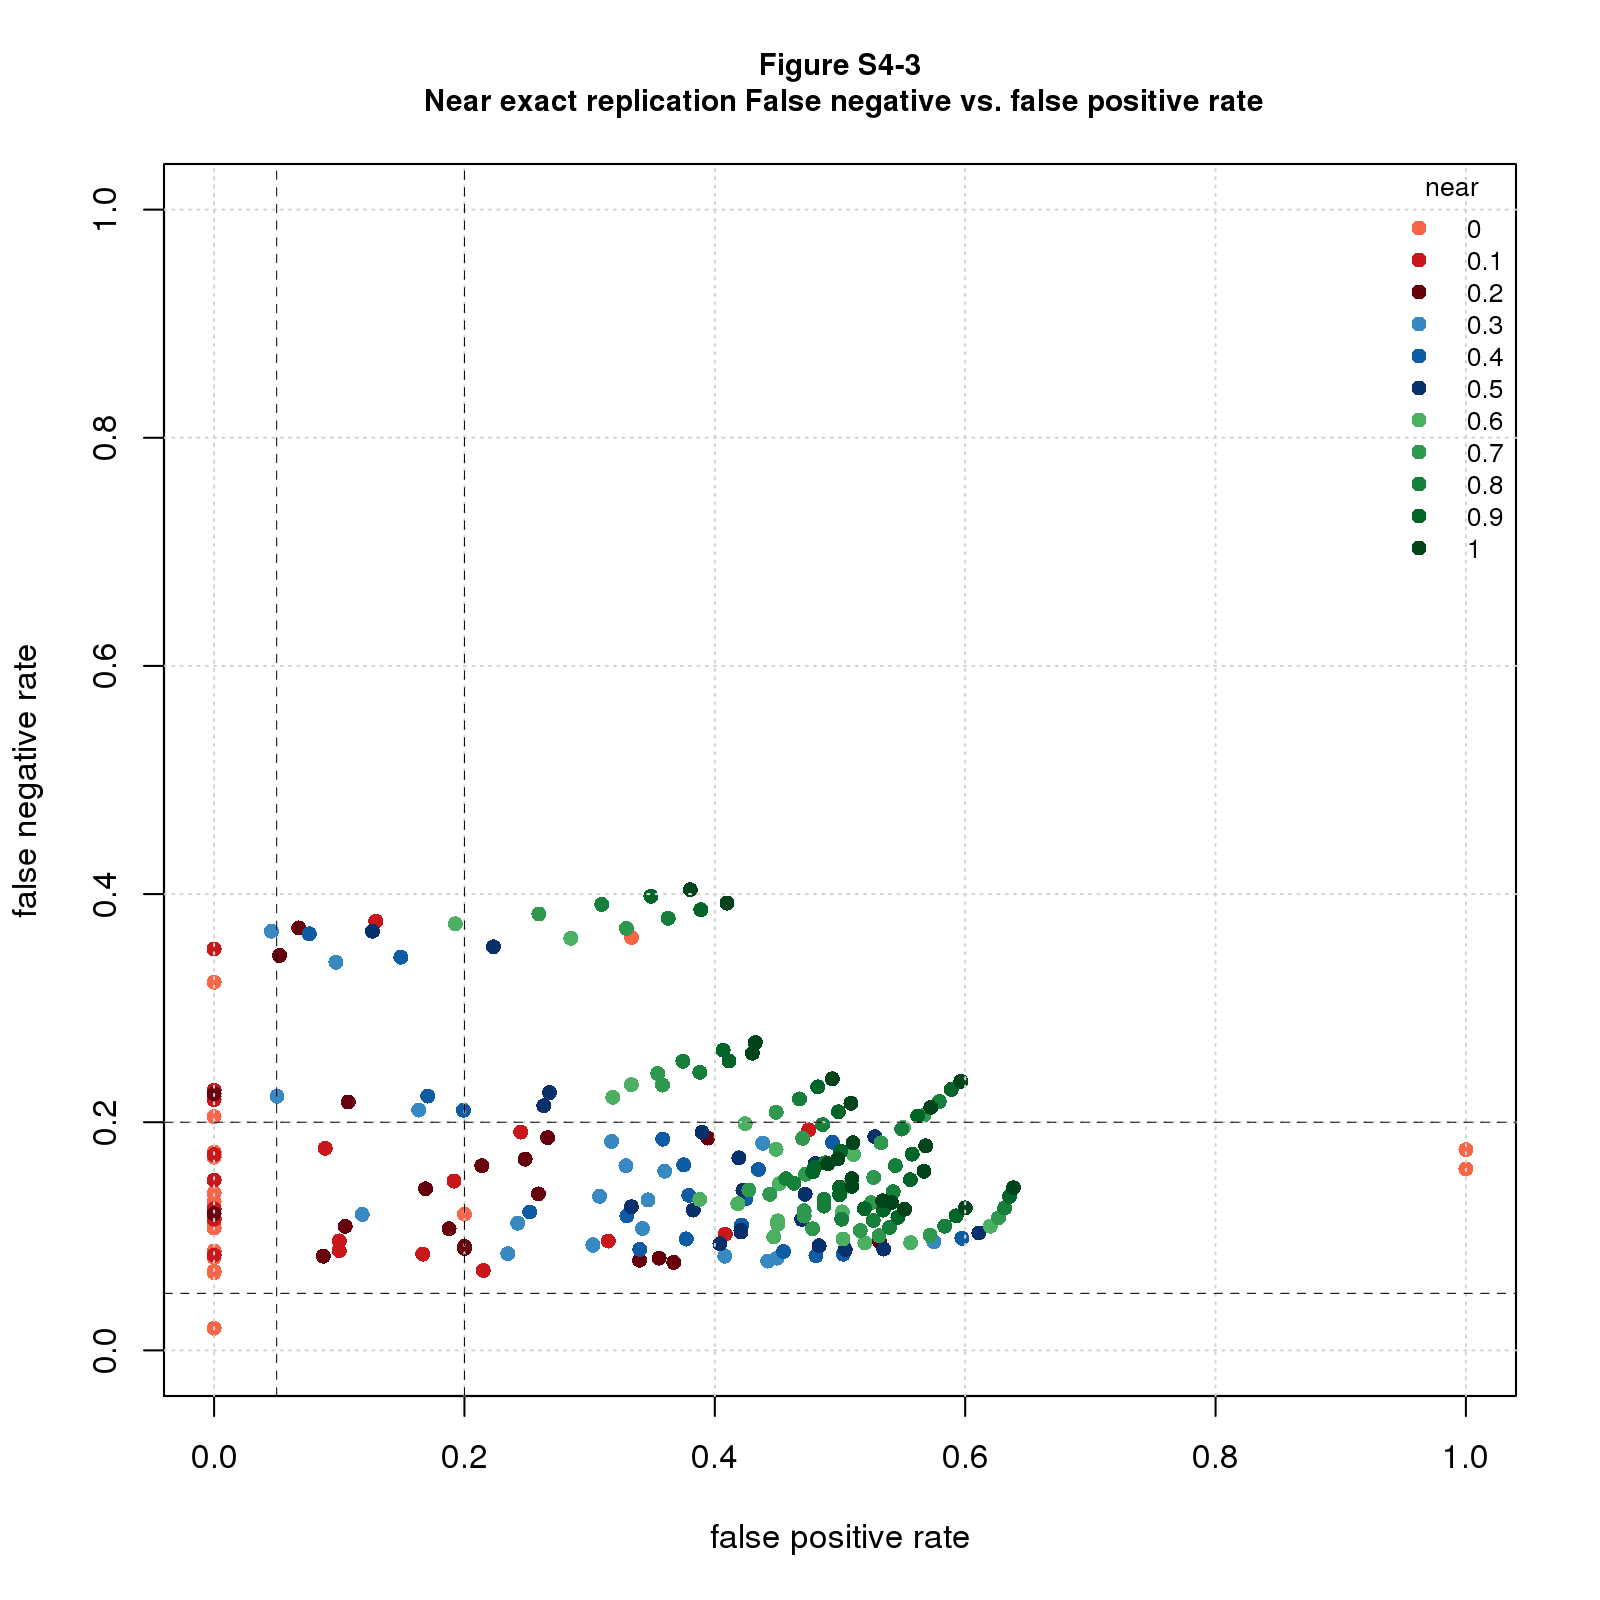 Figure S4-3
Near exact replication False negative vs. false positive rate
near
0
0.1
0.2
0.3
0.4
0.5
0.6
0.7
0.8
0.9
1
false negative rate
1.0
0.8
0.6
0.4
0.2
0.0
0.0 0.2 0.4 0.6 0.8 1.0
false positive rate